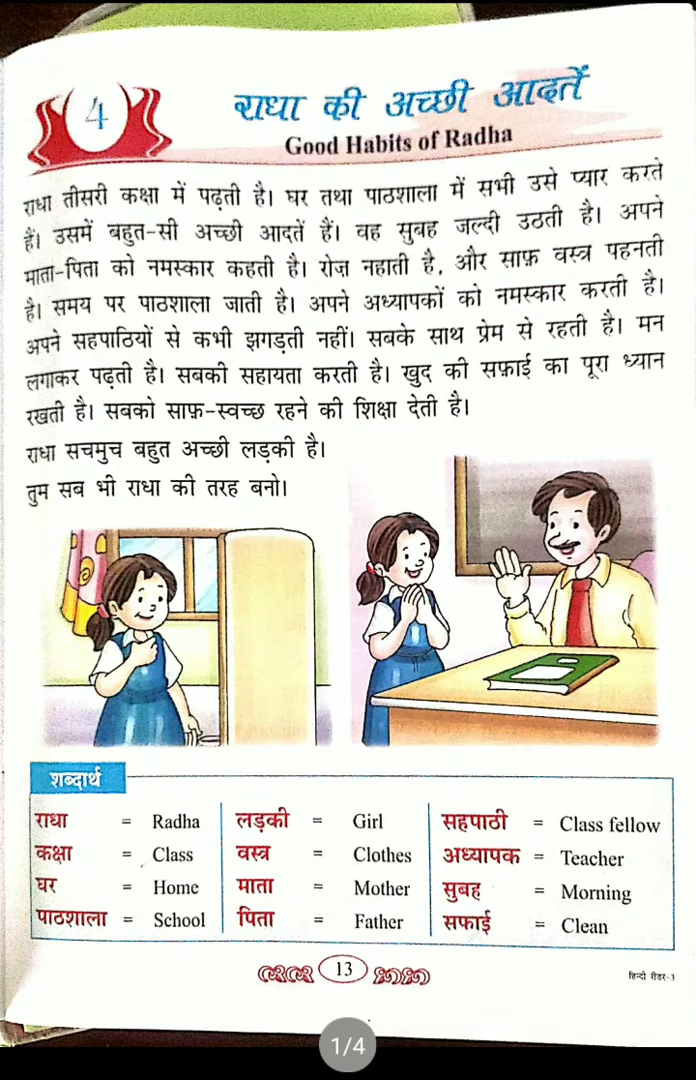 4
राधा की अच्छी आदतें
Good Habits of Radha
राधा तीसरी कक्षा में पढ़ती है। घर तथा पाठशाला में सभी उसे प्यार करते
हैं। उसमें बहुत-सी अच्छी आदतें हैं। वह सुबह जल्दी उठती है। अपने
माता-पिता को नमस्कार कहती है। रोज़ नहाती है, और साफ़ वस्त्र पहनती
है। समय पर पाठशाला जाती है। अपने अध्यापकों को नमस्कार करती है।
अपने सहपाठियों से कभी झगड़ती नहीं। सबके साथ प्रेम से रहती है। मन
लगाकर पढ़ती है। सबकी सहायता करती है। खुद की सफ़ाई का पूरा ध्यान
रखती है। सबको साफ़-स्वच्छ रहने की शिक्षा देती है।
राधा सचमुच बहुत अच्छी लड़की है।
तुम सब भी राधा की तरह बनो।
शब्दार्थ
राधा = Radha लड़की = Girl सहपाठी = Class fellow
कक्षा = Class वस्त्र = Clothes अध्यापक = Teacher
घर = Home माता = Mother सुबह = Morning
पाठशाला = School पिता = Father सफाई = Clean
13
हिन्दी रीडर-3
1/4